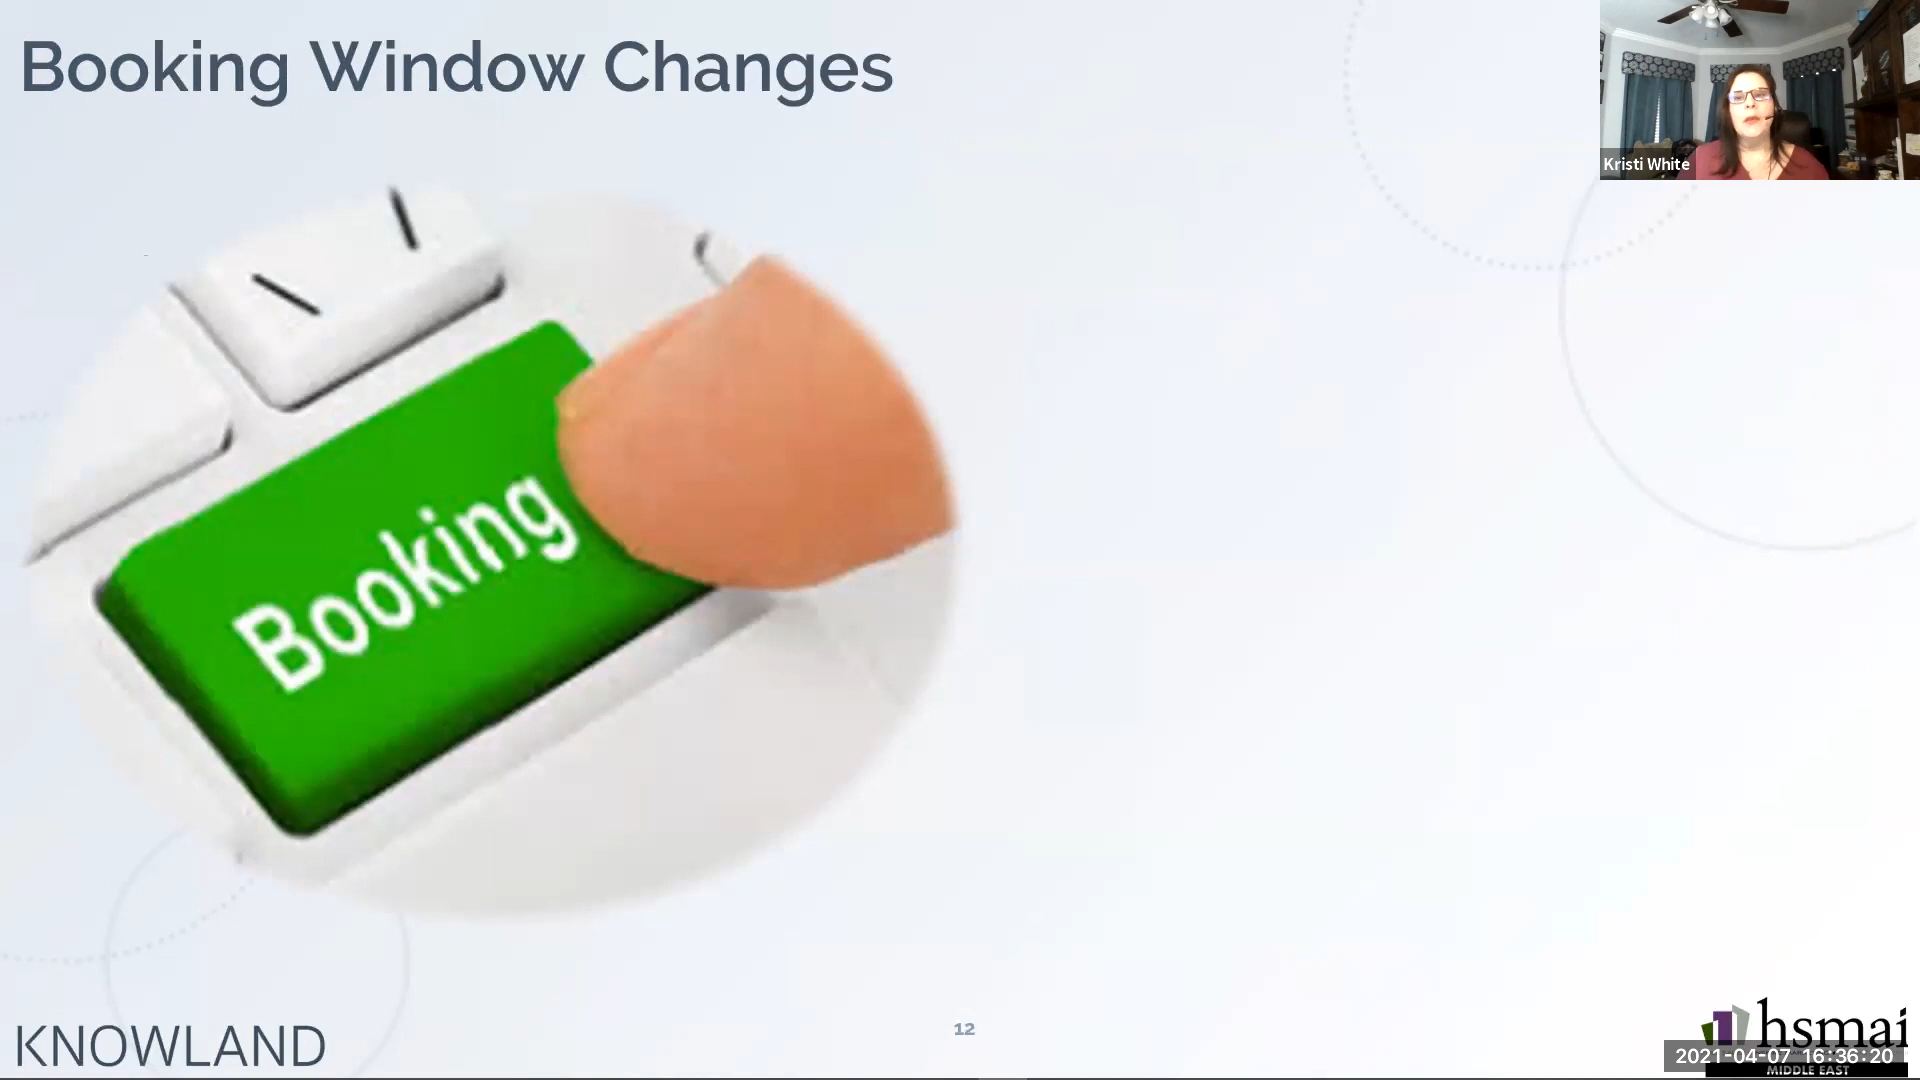 Booking Window Changes
Kristi White
Booking
KNOWLAND
12
hsmai
2021-04-07 16:36:20
MIDDLE EAST